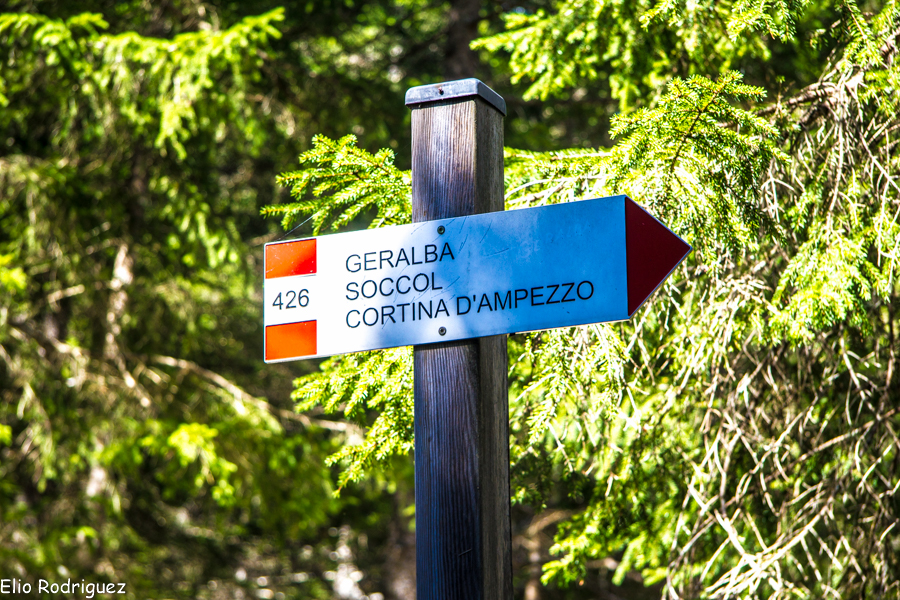 426
GERALBA
SOCCOL
CORTINA D'AMPEZZO
Elio Rodriguez